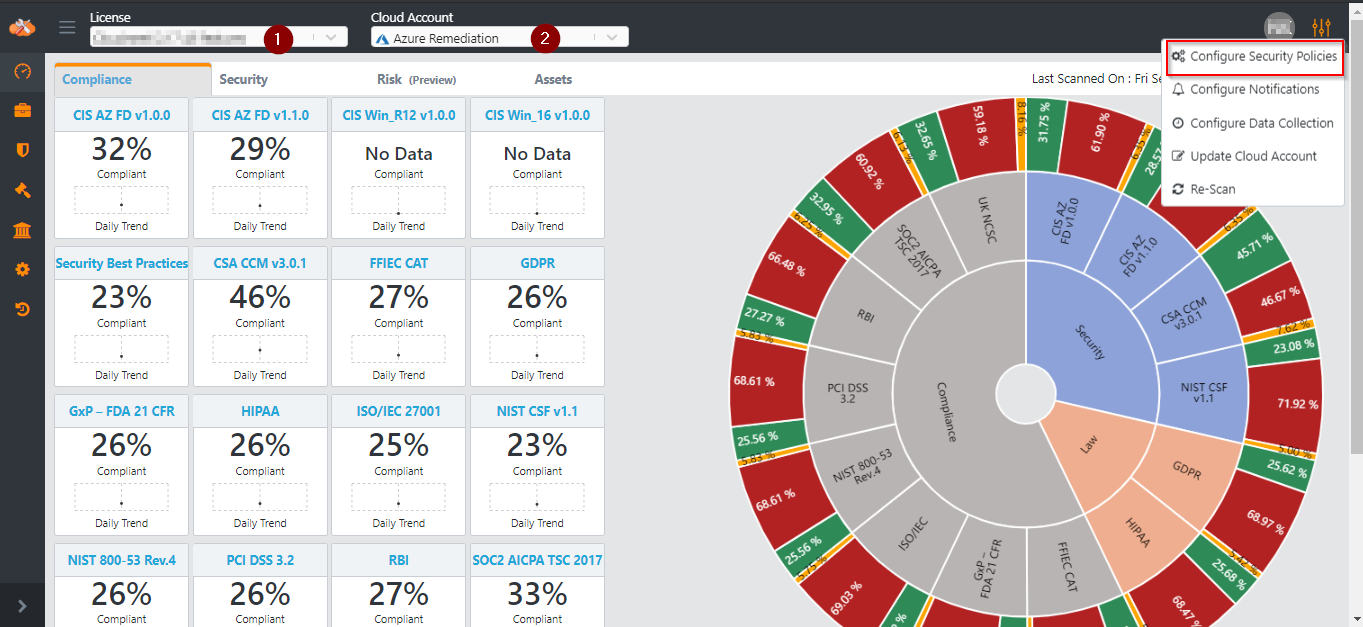 License
Cloud Account
1
Azure Remediation
2
Configure Security Policies
Configure Notifications
Configure Data Collection
Update Cloud Account
Re-Scan
Compliance
Security
Risk (Preview)
Assets
Last Scanned On : Fri Se
CIS AZ FD v1.0.0
CIS AZ FD v1.1.0
CIS Win_R12 v1.0.0
CIS Win_16 v1.0.0
32%
29%
No Data
No Data
Compliant
Compliant
Compliant
Compliant
Daily Trend
Daily Trend
Daily Trend
Daily Trend
Security Best Practices
CSA CCM v3.0.1
FFIEC CAT
GDPR
23%
46%
27%
26%
Compliant
Compliant
Compliant
Compliant
Daily Trend
Daily Trend
Daily Trend
Daily Trend
GxP – FDA 21 CFR
HIPAA
ISO/IEC 27001
NIST CSF v1.1
26%
26%
25%
23%
Compliant
Compliant
Compliant
Compliant
Daily Trend
Daily Trend
Daily Trend
Daily Trend
NIST 800-53 Rev.4
PCI DSS 3.2
RBI
SOC2 AICPA TSC 2017
26%
26%
27%
33%
Compliant
Compliant
Compliant
Compliant
Security
Law
Compliance
CIS AZ
FD v1.0.0
CIS AZ
FD v1.1.0
CSA CCM
v3.0.1
NIST CSF
v1.1
GDPR
HIPAA
FFIEC CAT
GxP –
FDA 21 CFR
ISO/IEC
NIST 800-53
Rev.4
PCI DSS
3.2
RBI
SOC2 AICPA
TSC 2017
UK NCSC
31.75 %
61.90 %
6.35 %
28.57
6.35 %
45.71 %
46.67 %
7.62 %
23.08 %
71.92 %
5.00 %
25.62 %
68.97 %
5.42 %
25.68 %
68.47 %
69.03 %
5.75 %
25.56 %
68.61 %
5.83 %
25.56 %
68.61 %
5.83 %
27.27 %
66.48 %
6.25 %
32.95 %
60.92 %
6.13 %
32.65 %
59.18 %
8.16 %